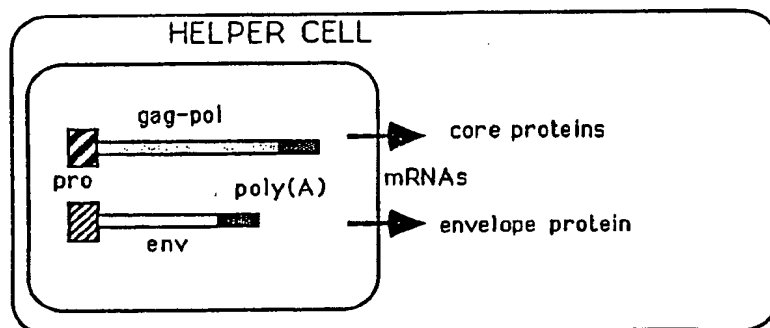 HELPER CELL
gag-pol
core proteins
pro
poly(A)
mRNAs
env
envelope protein